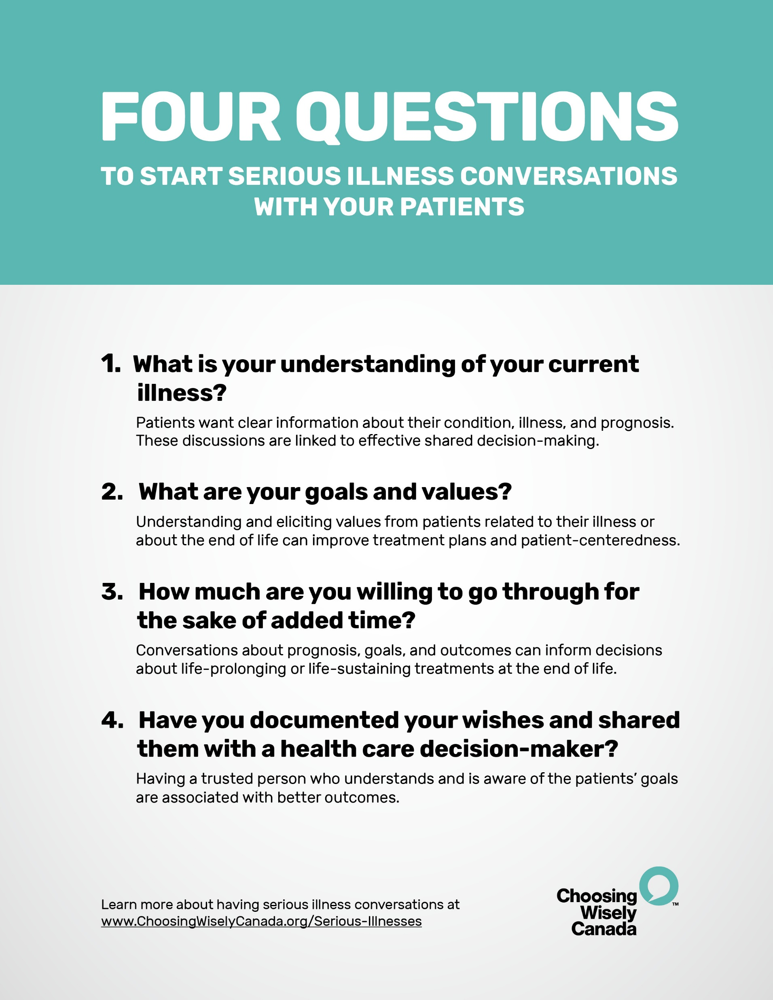 FOUR QUESTIONS
TO START SERIOUS ILLNESS CONVERSATIONS
WITH YOUR PATIENTS
1. What is your understanding of your current
illness?
Patients want clear information about their condition, illness, and prognosis.
These discussions are linked to effective shared decision-making.
2. What are your goals and values?
Understanding and eliciting values from patients related to their illness or
about the end of life can improve treatment plans and patient-centeredness.
3. How much are you willing to go through for
the sake of added time?
Conversations about prognosis, goals, and outcomes can inform decisions
about life-prolonging or life-sustaining treatments at the end of life.
4. Have you documented your wishes and shared
them with a health care decision-maker?
Having a trusted person who understands and is aware of the patients’ goals
are associated with better outcomes.
Learn more about having serious illness conversations at
www.ChoosingWiselyCanada.org/Serious-Illnesses
Choosing
Wisely
Canada
™